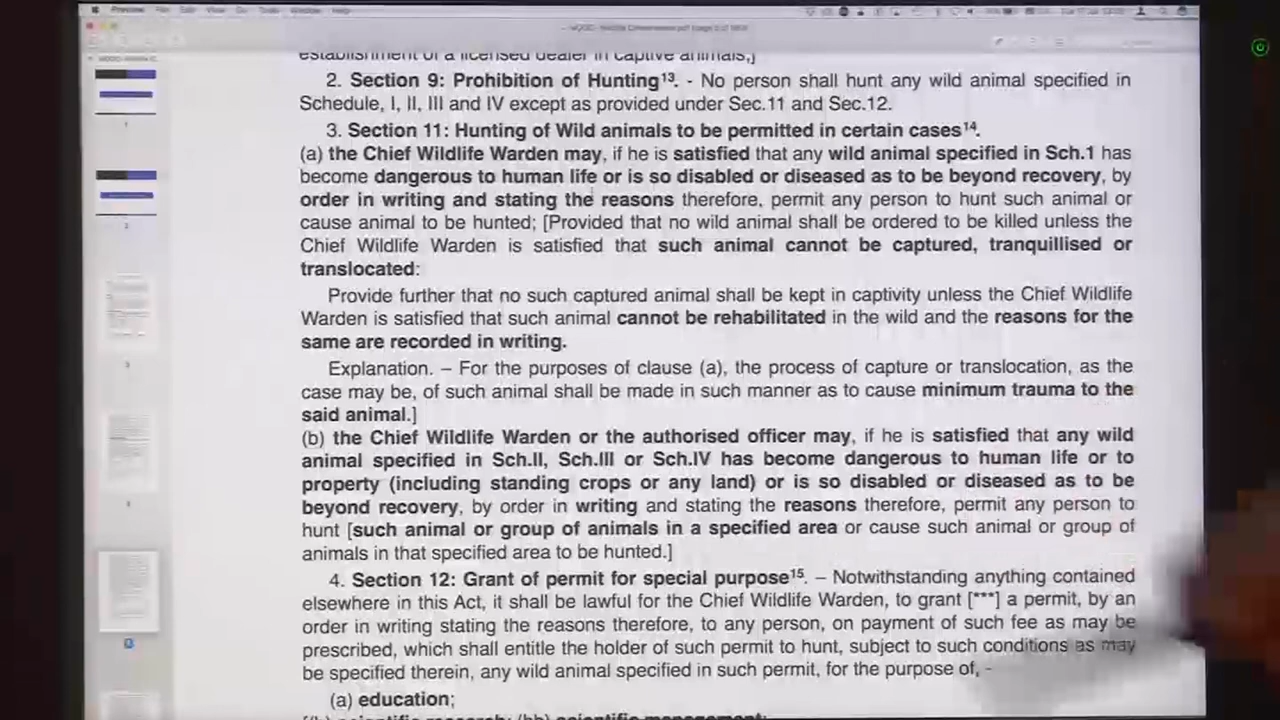 Preview
establishment of a licensed dealer in captive animals,]
2. Section 9: Prohibition of Hunting¹³. - No person shall hunt any wild animal specified in
Schedule, I, II, III and IV except as provided under Sec.11 and Sec.12.
3. Section 11: Hunting of Wild animals to be permitted in certain cases¹⁴.
(a) the Chief Wildlife Warden may, if he is satisfied that any wild animal specified in Sch.1 has
become dangerous to human life or is so disabled or diseased as to be beyond recovery, by
order in writing and stating the reasons therefore, permit any person to hunt such animal or
cause animal to be hunted; [Provided that no wild animal shall be ordered to be killed unless the
Chief Wildlife Warden is satisfied that such animal cannot be captured, tranquillised or
translocated:
Provide further that no such captured animal shall be kept in captivity unless the Chief Wildlife
Warden is satisfied that such animal cannot be rehabilitated in the wild and the reasons for the
same are recorded in writing.
Explanation. – For the purposes of clause (a), the process of capture or translocation, as the
case may be, of such animal shall be made in such manner as to cause minimum trauma to the
said animal.]
(b) the Chief Wildlife Warden or the authorised officer may, if he is satisfied that any wild
animal specified in Sch.II, Sch.III or Sch.IV has become dangerous to human life or to
property (including standing crops or any land) or is so disabled or diseased as to be
beyond recovery, by order in writing and stating the reasons therefore, permit any person to
hunt [such animal or group of animals in a specified area or cause such animal or group of
animals in that specified area to be hunted.]
4. Section 12: Grant of permit for special purpose¹⁵. – Notwithstanding anything contained
elsewhere in this Act, it shall be lawful for the Chief Wildlife Warden, to grant [***] a permit, by an
order in writing stating the reasons therefore, to any person, on payment of such fee as may be
prescribed, which shall entitle the holder of such permit to hunt, subject to such conditions as may
be specified therein, any wild animal specified in such permit, for the purpose of, -
(a) education;
[(b) scientific research; (bb) scientific management;